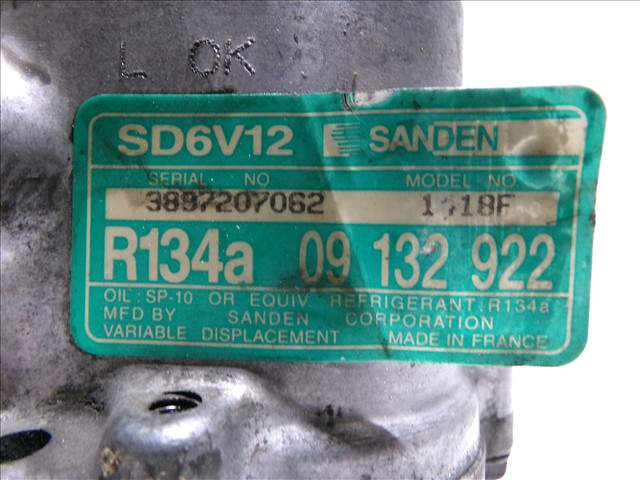 L OK
SD6V12 SANDEN
SERIAL NO MODEL NO
3897207062
R134a 09 132 922
OIL : SP-10 OR EQUIV REFRIGERANT : R134a
MFD BY SANDEN CORPORATION
VARIABLE DISPLACEMENT MADE IN FRANCE